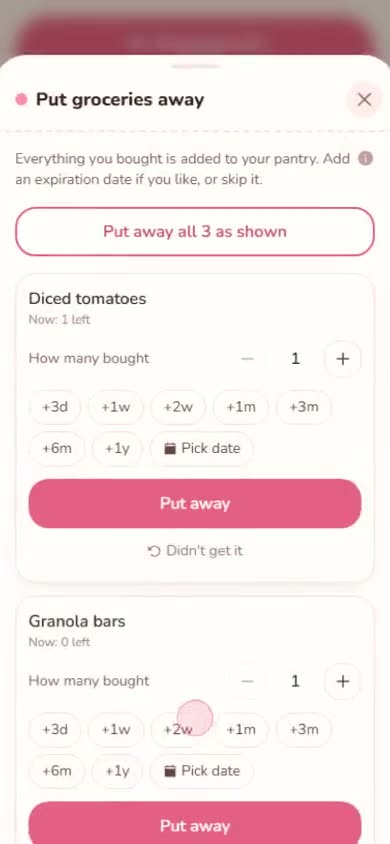 Put groceries away
Everything you bought is added to your pantry. Add
an expiration date if you like, or skip it.
Put away all 3 as shown
Diced tomatoes
Now: 1 left
How many bought
− 1 +
+3d +1w +2w +1m +3m
+6m +1y Pick date
Put away
Didn't get it
Granola bars
Now: 0 left
How many bought
− 1 +
+3d +1w +2w +1m +3m
+6m +1y Pick date
Put away